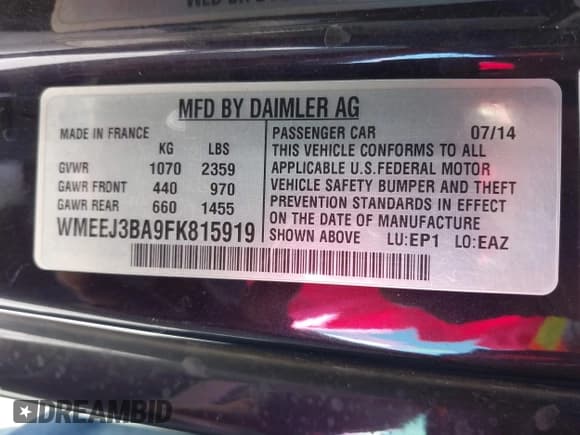 MFD BY DAIMLER AG
MADE IN FRANCE
KG LBS
GVWR 1070 2359
GAWR FRONT 440 970
GAWR REAR 660 1455
WMEEJ3BA9FK815919
PASSENGER CAR 07/14
THIS VEHICLE CONFORMS TO ALL
APPLICABLE U.S.FEDERAL MOTOR
VEHICLE SAFETY BUMPER AND THEFT
PREVENTION STANDARDS IN EFFECT
ON THE DATE OF MANUFACTURE
SHOWN ABOVE LU:EP1 LO:EAZ
DREAMBID